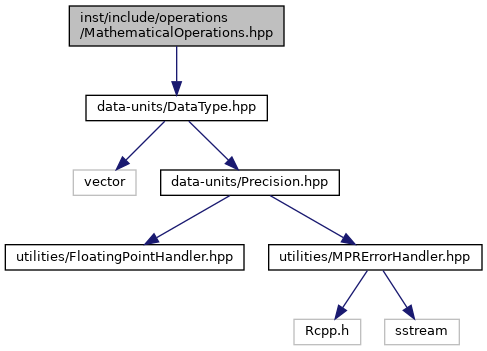 inst/include/operations
/MathematicalOperations.hpp
data-units/DataType.hpp
vector
data-units/Precision.hpp
utilities/FloatingPointHandler.hpp
utilities/MPRErrorHandler.hpp
Rcpp.h
sstream